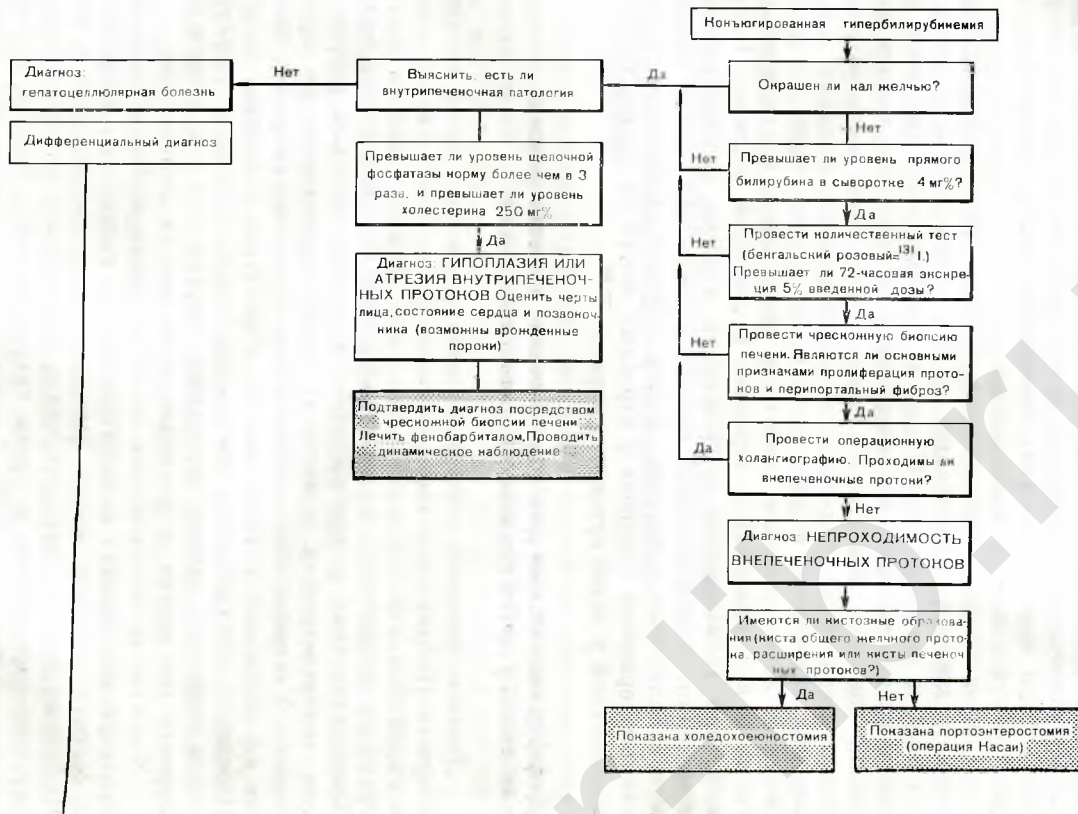 Конъюгированная гипербилирубинемия
Окрашен ли кал желчью?
Да
Выяснить, есть ли
внутрипеченочная патология
Нет
Диагноз:
гепатоцеллюлярная болезнь
Дифференциальный диагноз
Превышает ли уровень щелочной
фосфатазы норму более чем в 3
раза, и превышает ли уровень
холестерина 250 мг%
Да
Диагноз: ГИПОПЛАЗИЯ ИЛИ
АТРЕЗИЯ ВНУТРИПЕЧЕНОЧ-
НЫХ ПРОТОКОВ Оценить черты
лица, состояние сердца и позвоноч-
ника (возможны врожденные
пороки)
Подтвердить диагноз посредством
чрескожной биопсии печени
Лечить фенобарбиталом. Проводить
динамическое наблюдение
Нет
Превышает ли уровень прямого
билирубина в сыворотке 4 мг%?
Нет
Да
Провести количественный тест
(бенгальский розовый=¹³¹I.)
Превышает ли 72-часовая экскре-
ция 5% введенной дозы?
Нет
Да
Провести чрескожную биопсию
печени. Являются ли основными
признаками пролиферация прото-
ков и перипортальный фиброз?
Нет
Да
Провести операционную
холангиографию. Проходимы ли
внепеченочные протоки?
Да
Нет
Диагноз: НЕПРОХОДИМОСТЬ
ВНЕПЕЧЕНОЧНЫХ ПРОТОКОВ
Имеются ли кистозные образова-
ния (киста общего желчного прото-
ка, расширения или кисты печеноч
ных протоков?)
Да
Нет
Показана холедохоеюностомия
Показана портоэнтеростомия
(операция Касаи)